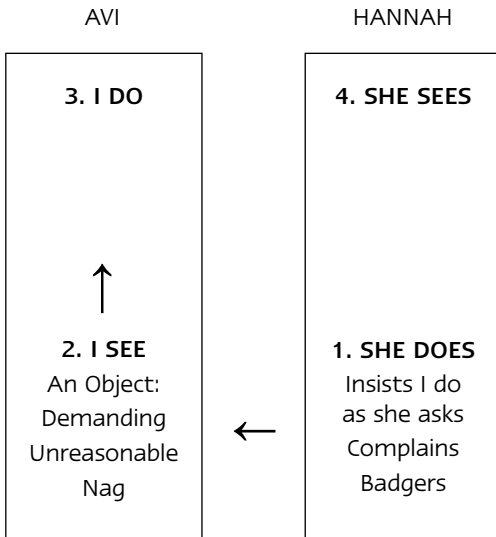 AVI
HANNAH
3. I DO
4. SHE SEES
2. I SEE
An Object:
Demanding
Unreasonable
Nag
1. SHE DOES
Insists I do
as she asks
Complains
Badgers